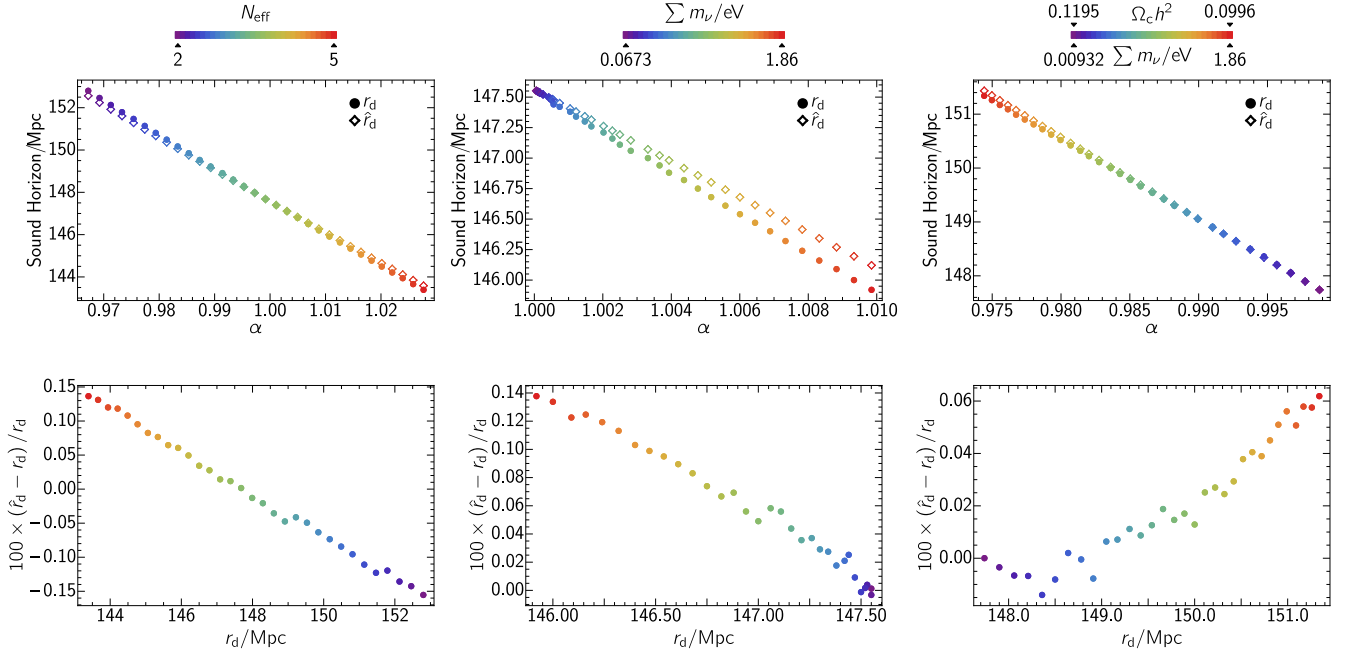 N_eff
2 5
∑ m_ν/eV
0.0673 1.86
0.1195 Ω_c h² 0.0996
0.00932 ∑ m_ν/eV 1.86
Sound Horizon/Mpc
152
150
148
146
144
0.97 0.98 0.99 1.00 1.01 1.02
α
r_d
r̂_d
Sound Horizon/Mpc
147.50
147.25
147.00
146.75
146.50
146.25
146.00
1.000 1.002 1.004 1.006 1.008 1.010
α
r_d
r̂_d
Sound Horizon/Mpc
151
150
149
148
0.975 0.980 0.985 0.990 0.995
α
r_d
r̂_d
100 × (r̂_d − r_d) /r_d
0.15
0.10
0.05
0.00
−0.05
−0.10
−0.15
144 146 148 150 152
r_d/Mpc
100 × (r̂_d − r_d) /r_d
0.14
0.12
0.10
0.08
0.06
0.04
0.02
0.00
146.00 146.50 147.00 147.50
r_d/Mpc
100 × (r̂_d − r_d) /r_d
0.06
0.04
0.02
0.00
148.0 149.0 150.0 151.0
r_d/Mpc